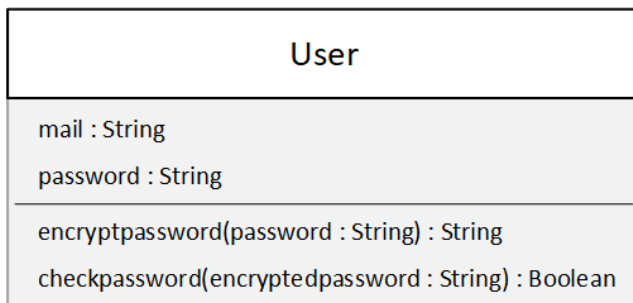 User
mail : String
password : String
encryptpassword(password : String) : String
checkpassword(encryptedpassword : String) : Boolean